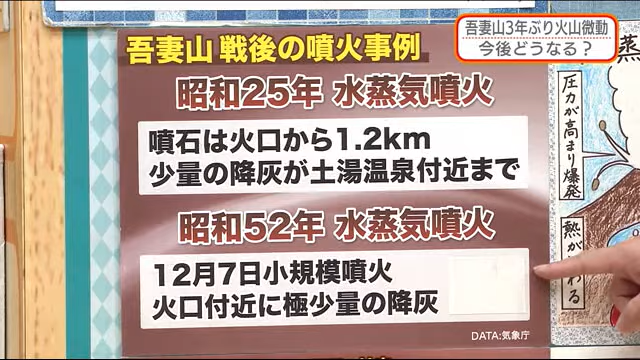 吾妻山3年ぶり火山微動
今後どうなる？
吾妻山 戦後の噴火事例
昭和25年 水蒸気噴火
噴石は火口から1.2km
少量の降灰が土湯温泉付近まで
昭和52年 水蒸気噴火
12月7日小規模噴火
火口付近に極少量の降灰
DATA:気象庁
蒸
圧力が高まり爆発
熱が
る